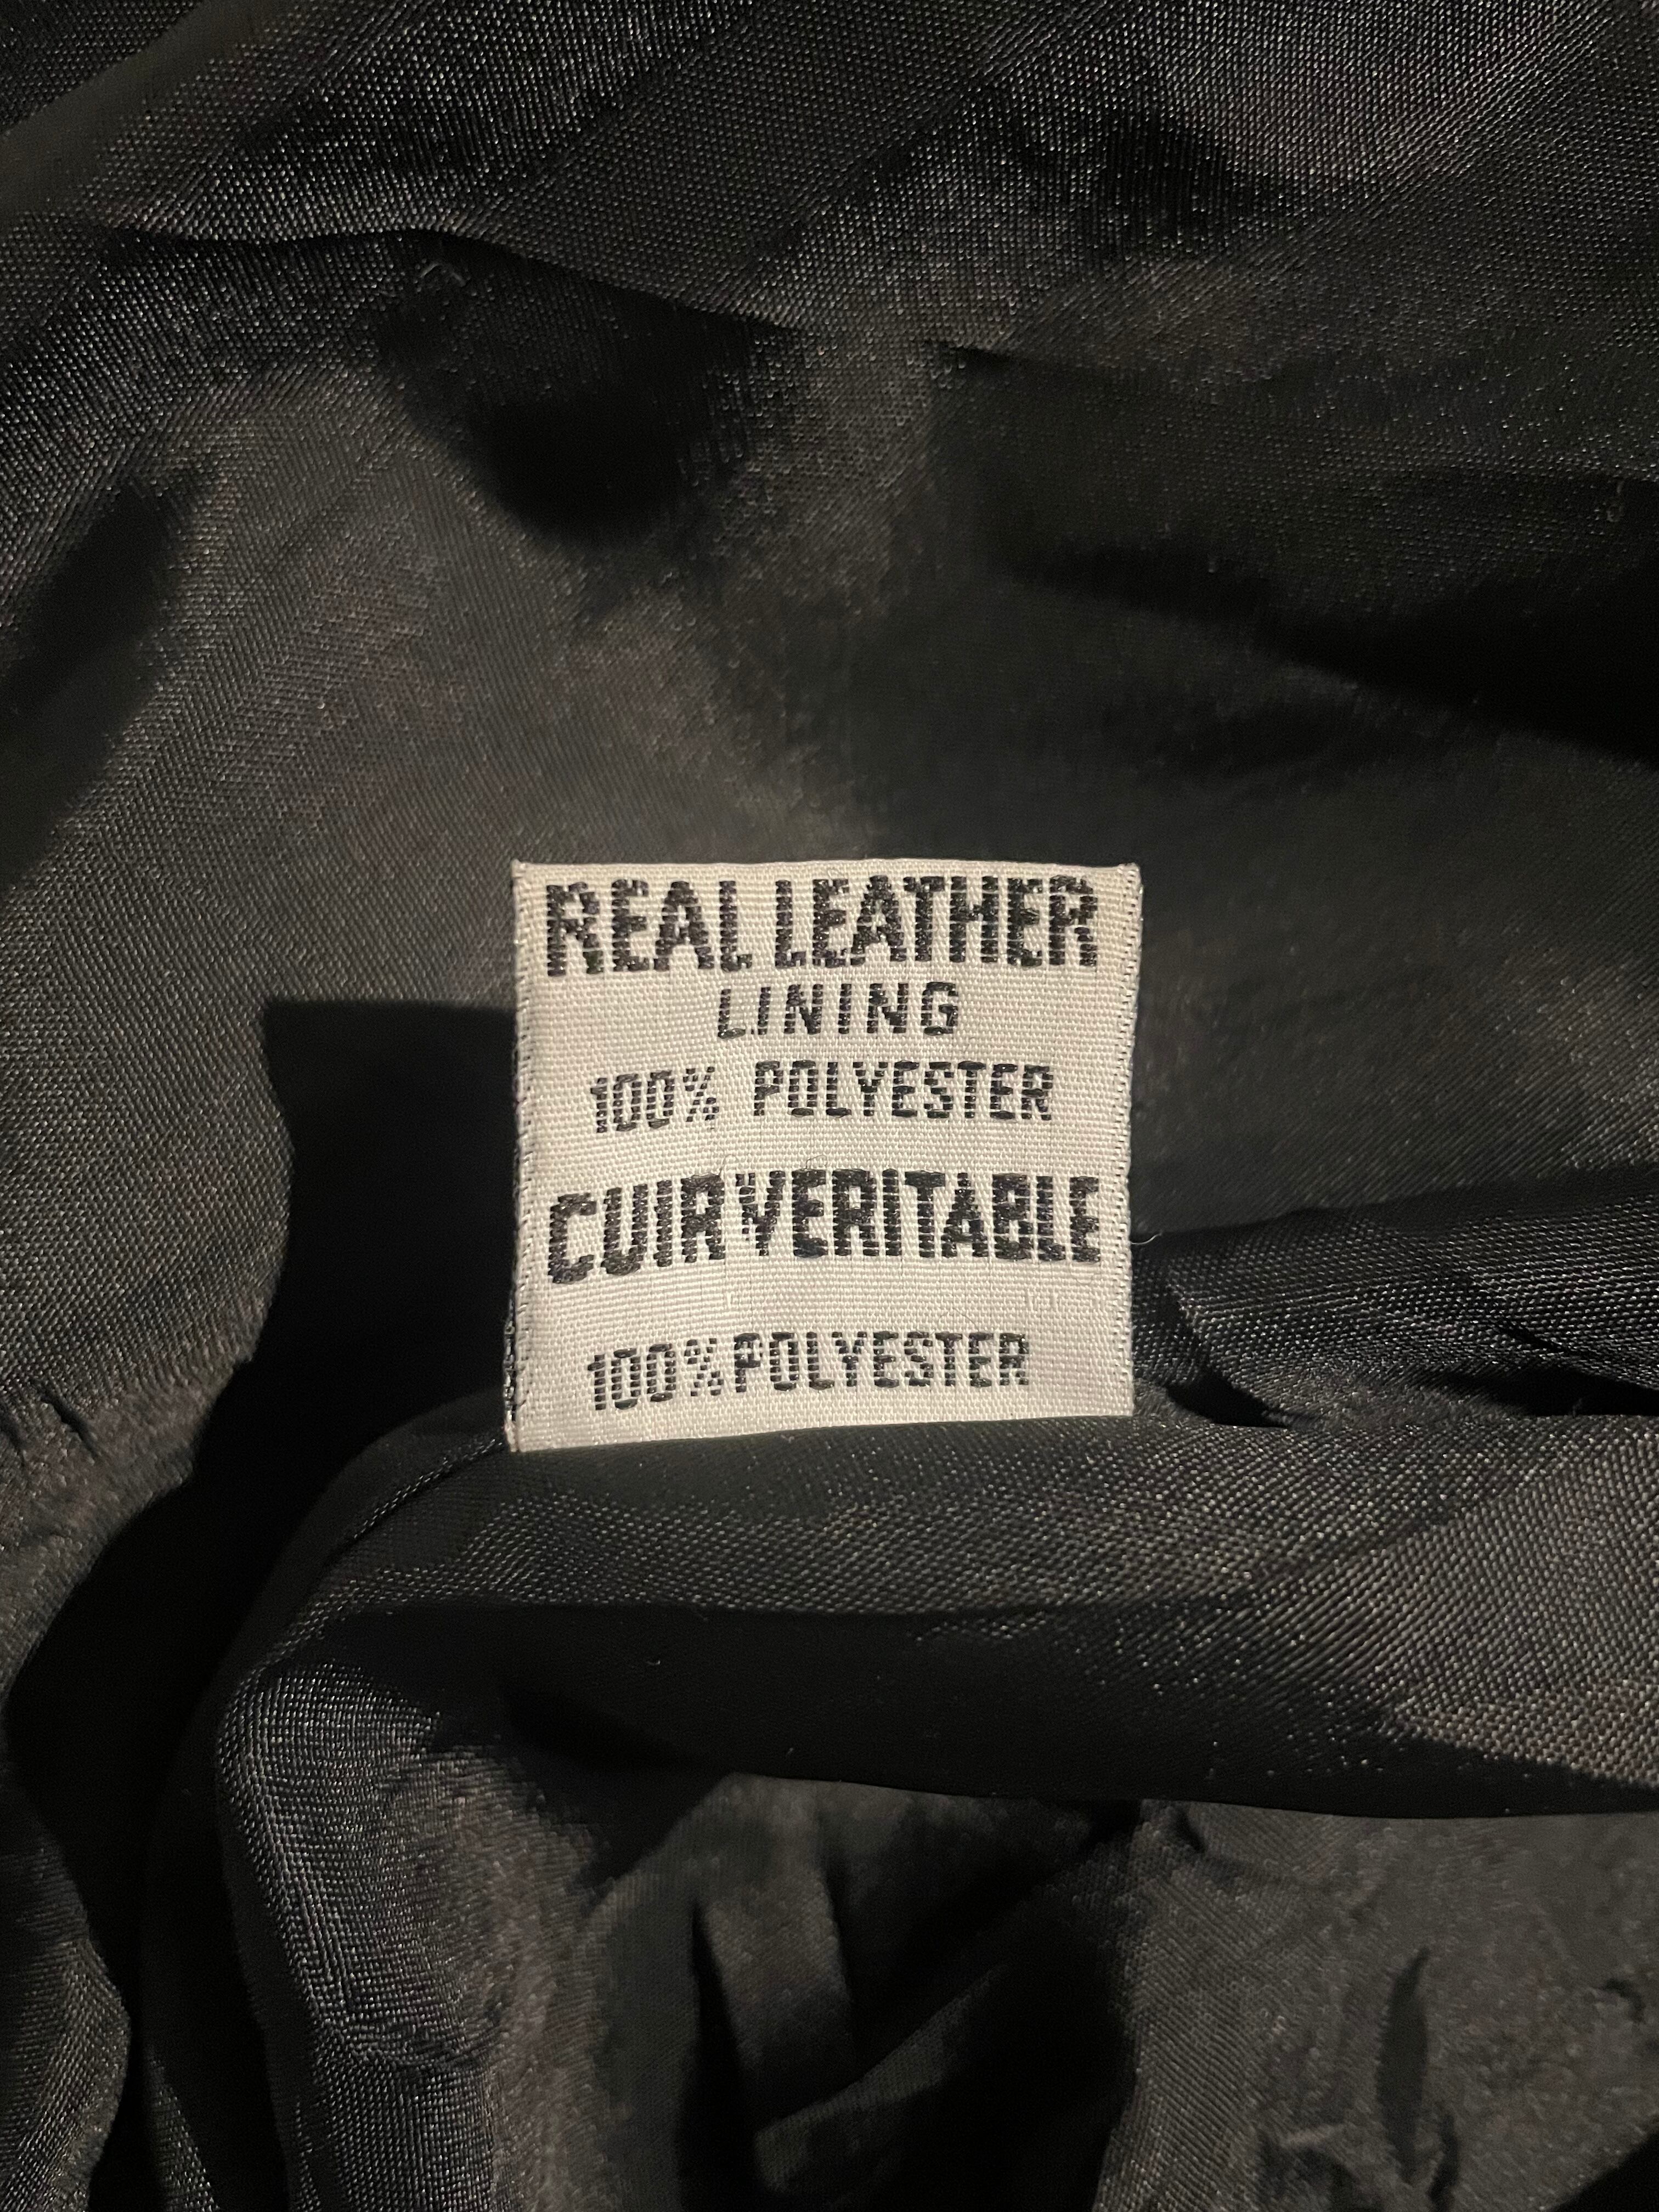 REAL LEATHER
LINING
100% POLYESTER
CUIR VERITABLE
100% POLYESTER